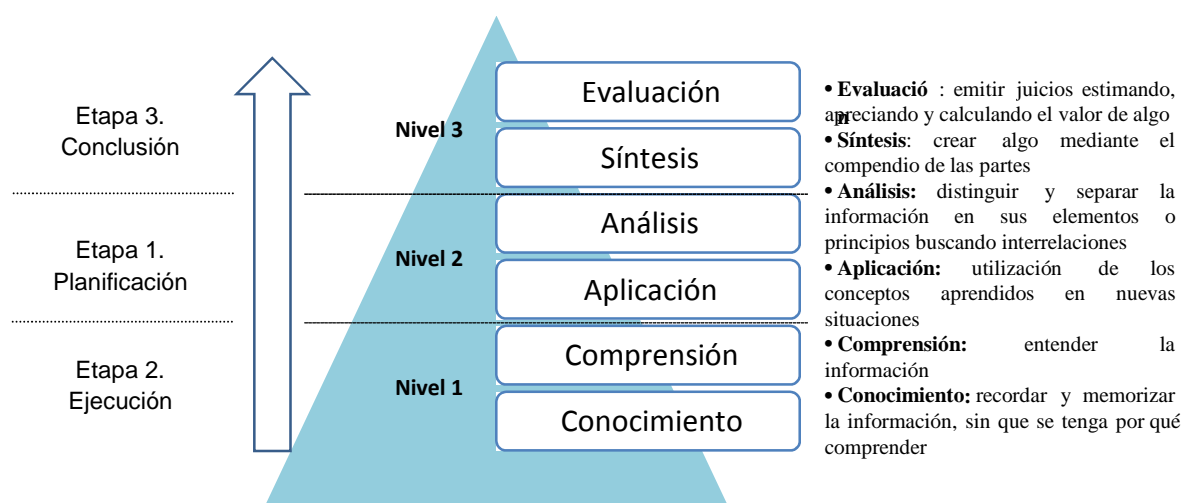 Etapa 3.
Conclusión
Etapa 1.
Planificación
Etapa 2.
Ejecución
Nivel 3
Nivel 2
Nivel 1
Evaluación
Síntesis
Análisis
Aplicación
Comprensión
Conocimiento
• Evaluación : emitir juicios estimando,
apreciando y calculando el valor de algo
• Síntesis: crear algo mediante el
compendio de las partes
• Análisis: distinguir y separar la
información en sus elementos o
principios buscando interrelaciones
• Aplicación: utilización de los
conceptos aprendidos en nuevas
situaciones
• Comprensión: entender la
información
• Conocimiento: recordar y memorizar
la información, sin que se tenga por qué
comprender